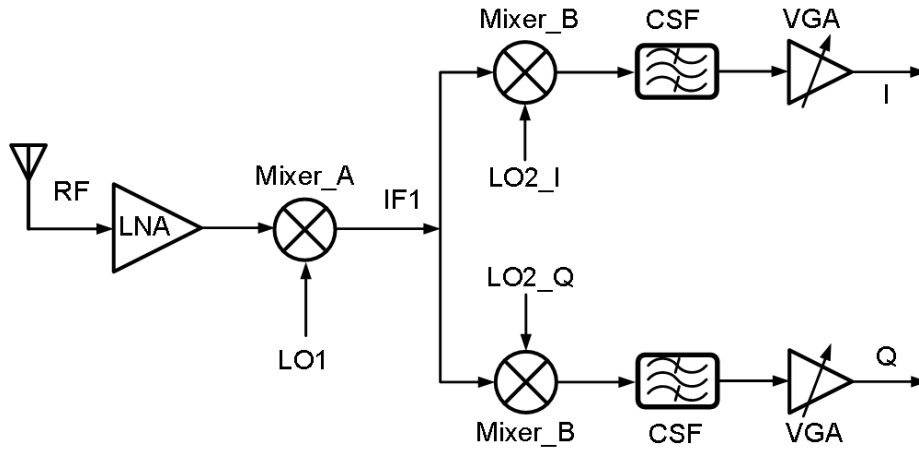 Mixer_B
CSF
VGA
I
LO2_I
RF
LNA
Mixer_A
IF1
LO1
LO2_Q
Q
Mixer_B
CSF
VGA